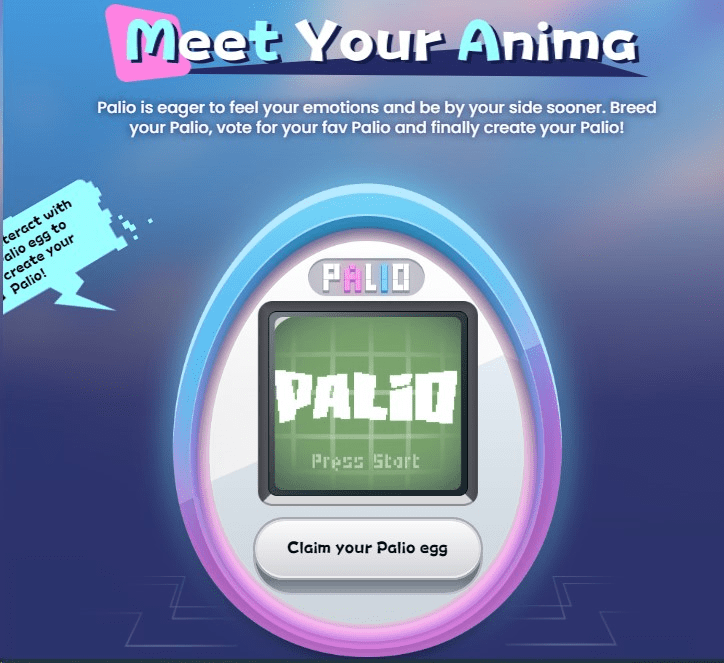 Meet Your Anima
Palio is eager to feel your emotions and be by your side sooner. Breed
your Palio, vote for your fav Palio and finally create your Palio!
teract with
alio egg to
create your
Palio!
PALIO
PALiO
Press Start
Claim your Palio egg